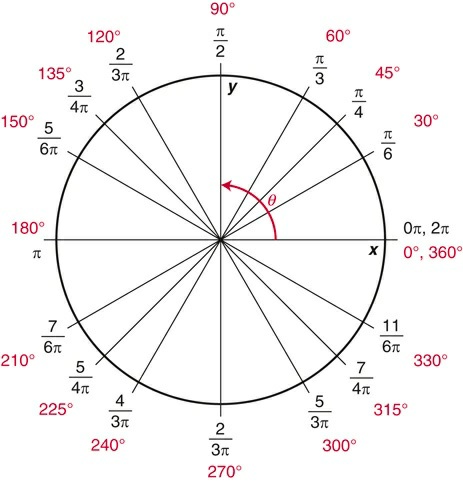 90°
π/2
120°
2/3π
60°
π/3
135°
3/4π
45°
π/4
150°
5/6π
30°
π/6
y
θ
180°
π
x
0π, 2π
0°, 360°
7/6π
210°
11/6π
330°
5/4π
225°
7/4π
315°
4/3π
240°
5/3π
300°
2/3π
270°